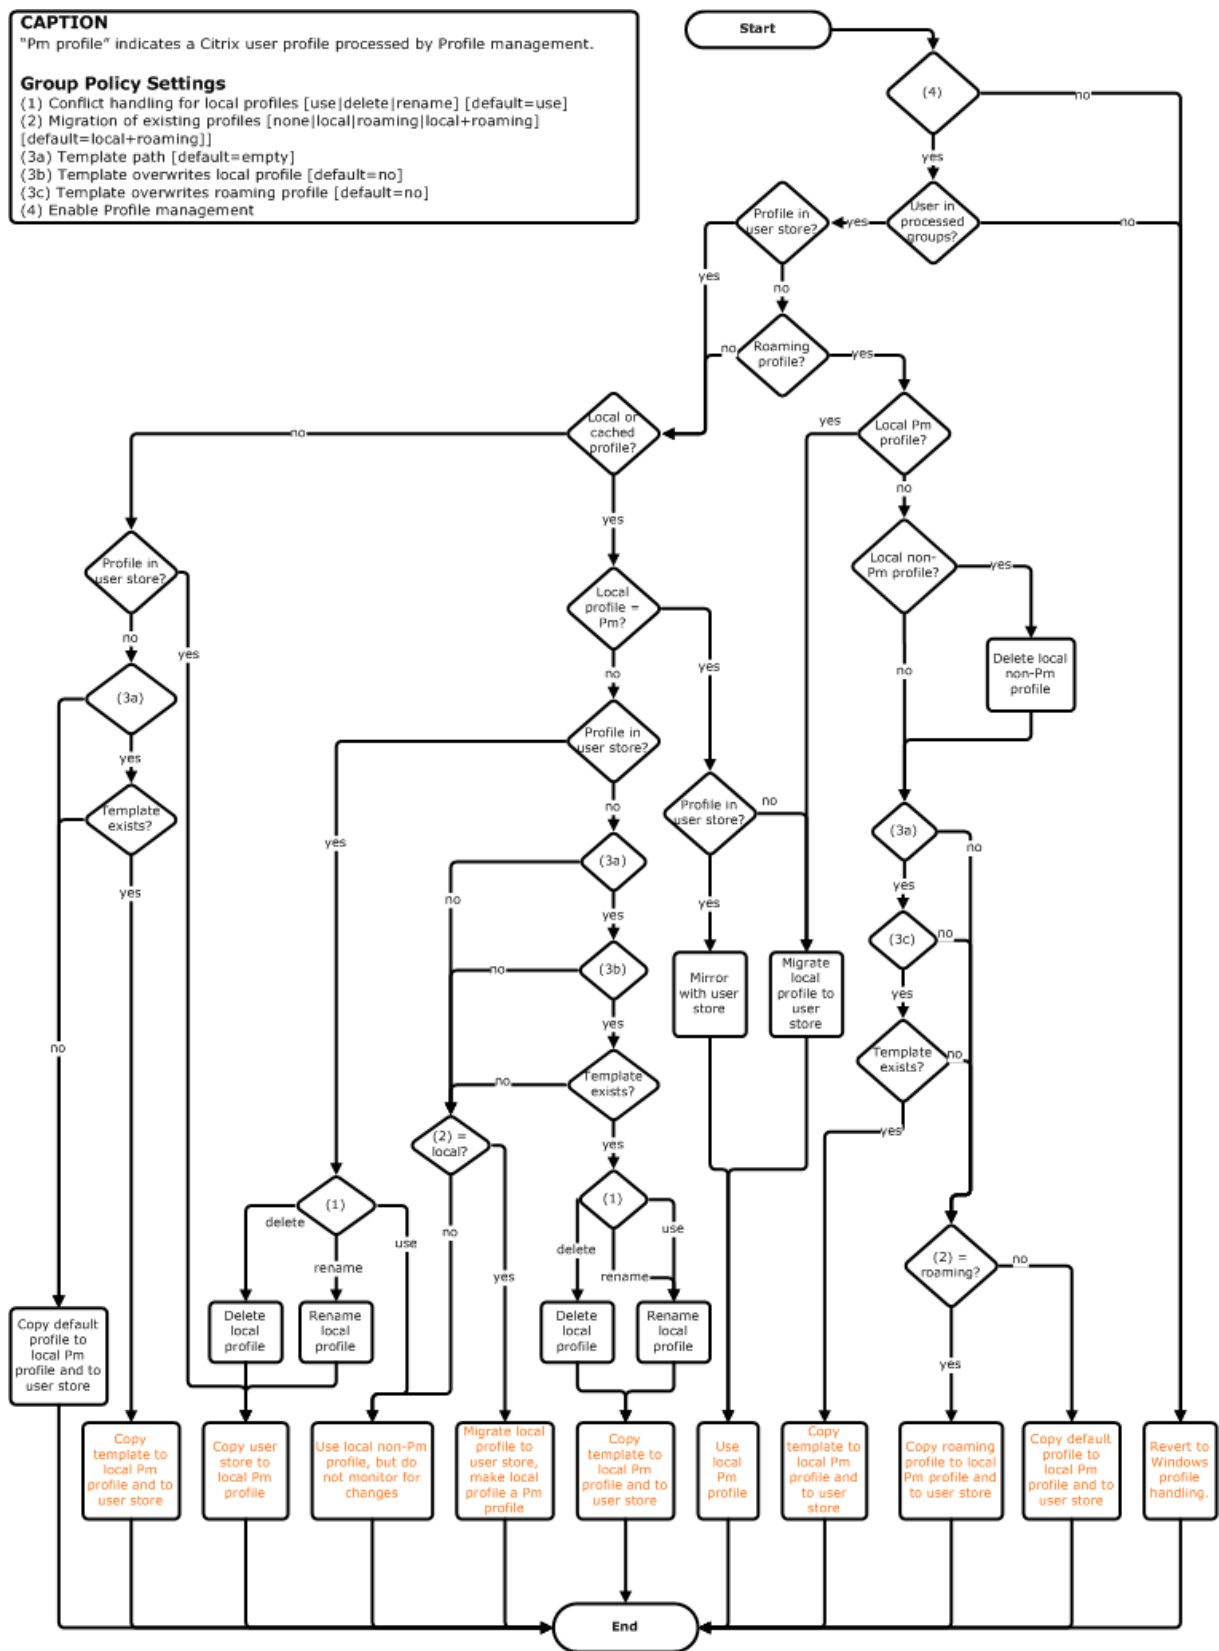 CAPTION
"Pm profile" indicates a Citrix user profile processed by Profile management.
Group Policy Settings
(1) Conflict handling for local profiles [use|delete|rename] [default=use]
(2) Migration of existing profiles [none|local|roaming|local+roaming]
[default=local+roaming]]
(3a) Template path [default=empty]
(3b) Template overwrites local profile [default=no]
(3c) Template overwrites roaming profile [default=no]
(4) Enable Profile management
Start
(4)
no
yes
User in
processed
groups?
no
yes
Profile in
user store?
yes
no
Roaming
profile?
no
yes
Local or
cached
profile?
no
yes
Local Pm
profile?
yes
no
Local non-
Pm profile?
yes
no
Delete local
non-Pm
profile
Profile in
user store?
no
yes
(3a)
yes
Template
exists?
yes
no
Local
profile =
Pm?
yes
no
Profile in
user store?
yes
no
Profile in
user store?
no
yes
(3a)
no
yes
(3b)
no
yes
Template
exists?
no
yes
(3a)
no
yes
(3c)
no
yes
Template
exists?
no
yes
Mirror
with user
store
Migrate
local
profile to
user
store
(2) =
local?
no
yes
(1)
delete
use
rename
(1)
delete
use
rename
(2) =
roaming?
no
yes
Copy default
profile to
local Pm
profile and to
user store
Delete
local
profile
Rename
local
profile
Delete
local
profile
Rename
local
profile
Copy
template to
local Pm
profile and to
user store
Copy user
store to
local Pm
profile
Use local non-Pm
profile, but do
not monitor for
changes
Migrate local
profile to
user store,
make local
profile a Pm
profile
Copy
template to
local Pm
profile and to
user store
Use
local
Pm
profile
Copy
template to
local Pm
profile and
to user
store
Copy roaming
profile to local
Pm profile and
to user store
Copy default
profile to
local Pm
profile and to
user store
Revert to
Windows
profile
handling.
End